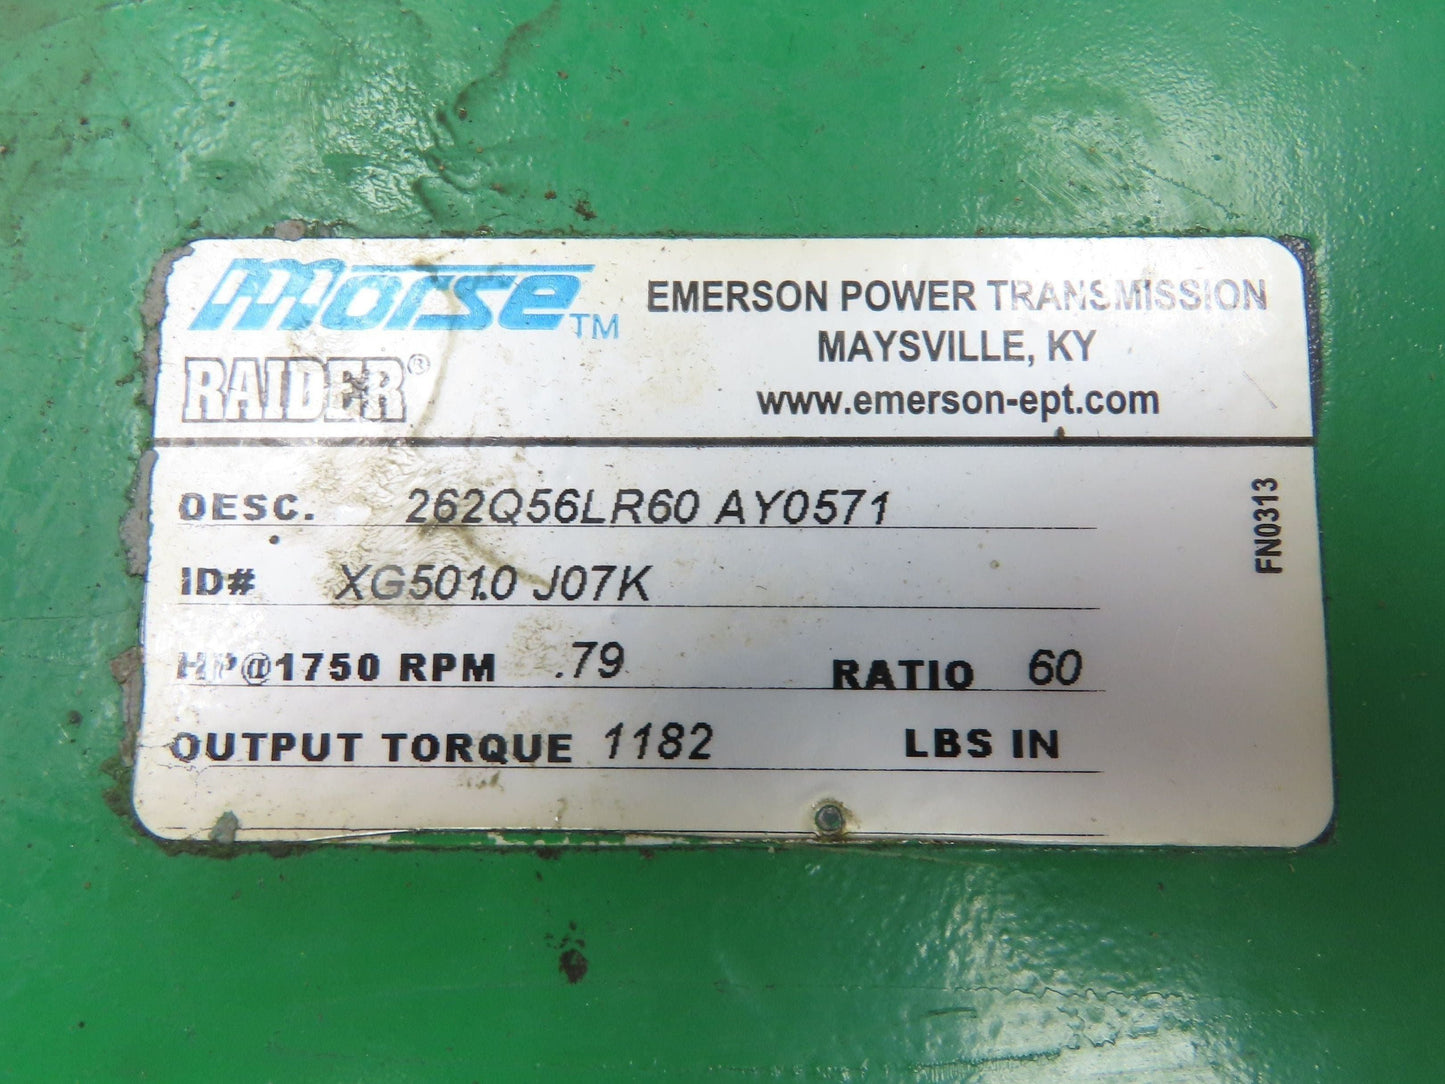 morse™
RAIDER®
EMERSON POWER TRANSMISSION
MAYSVILLE, KY
www.emerson-ept.com
DESC. 262Q56LR60 AY0571
ID# XG501.0 J07K
HP@1750 RPM .79 RATIO 60
OUTPUT TORQUE 1182 LBS IN
FN0313